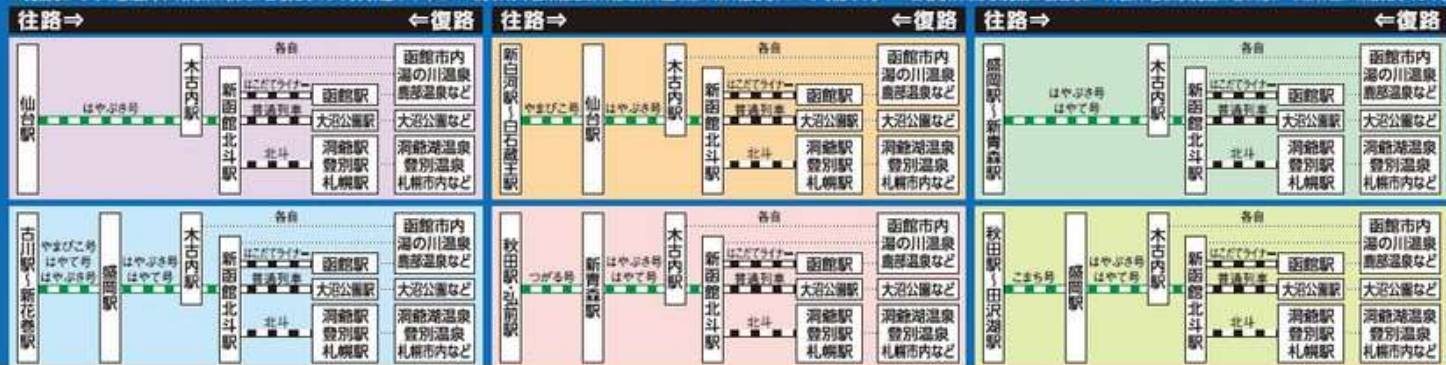 往路⇒ ⇐復路
仙台駅
はやぶさ号
木古内駅
新函館北斗駅
各自
はこだてライナー
函館駅
普通列車
大沼公園駅
北斗
洞爺駅
登別駅
札幌駅
函館市内
湯の川温泉
鹿部温泉など
大沼公園など
洞爺湖温泉
登別温泉
札幌市内など
往路⇒ ⇐復路
新白河駅~白石蔵王駅
やまびこ号
仙台駅
はやぶさ号
木古内駅
新函館北斗駅
各自
はこだてライナー
函館駅
普通列車
大沼公園駅
北斗
洞爺駅
登別駅
札幌駅
函館市内
湯の川温泉
鹿部温泉など
大沼公園など
洞爺湖温泉
登別温泉
札幌市内など
往路⇒ ⇐復路
盛岡駅~新青森駅
はやぶさ号
はやて号
木古内駅
新函館北斗駅
各自
はこだてライナー
函館駅
普通列車
大沼公園駅
北斗
洞爺駅
登別駅
札幌駅
函館市内
湯の川温泉
鹿部温泉など
大沼公園など
洞爺湖温泉
登別温泉
札幌市内など
古川駅~新花巻駅
やまびこ号
はやて号
はやぶさ号
盛岡駅
はやぶさ号
はやて号
木古内駅
新函館北斗駅
各自
はこだてライナー
函館駅
普通列車
大沼公園駅
北斗
洞爺駅
登別駅
札幌駅
函館市内
湯の川温泉
鹿部温泉など
大沼公園など
洞爺湖温泉
登別温泉
札幌市内など
秋田駅・弘前駅
つがる号
新青森駅
はやぶさ号
はやて号
木古内駅
新函館北斗駅
各自
はこだてライナー
函館駅
普通列車
大沼公園駅
北斗
洞爺駅
登別駅
札幌駅
函館市内
湯の川温泉
鹿部温泉など
大沼公園など
洞爺湖温泉
登別温泉
札幌市内など
秋田駅~田沢湖駅
こまち号
盛岡駅
はやぶさ号
はやて号
木古内駅
新函館北斗駅
各自
はこだてライナー
函館駅
普通列車
大沼公園駅
北斗
洞爺駅
登別駅
札幌駅
函館市内
湯の川温泉
鹿部温泉など
大沼公園など
洞爺湖温泉
登別温泉
札幌市内など